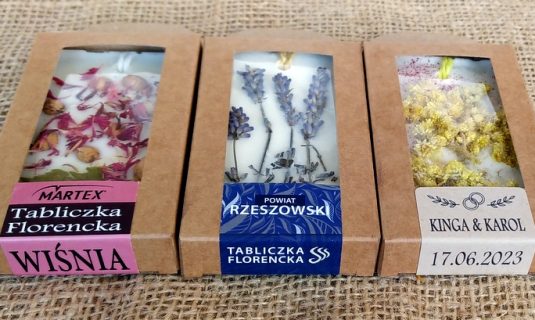 MARTEX
Tabliczka
Florencka
WIŚNIA
POWIAT
RZESZOWSKI
TABLICZKA
FLORENCKA
KINGA & KAROL
17.06.2023